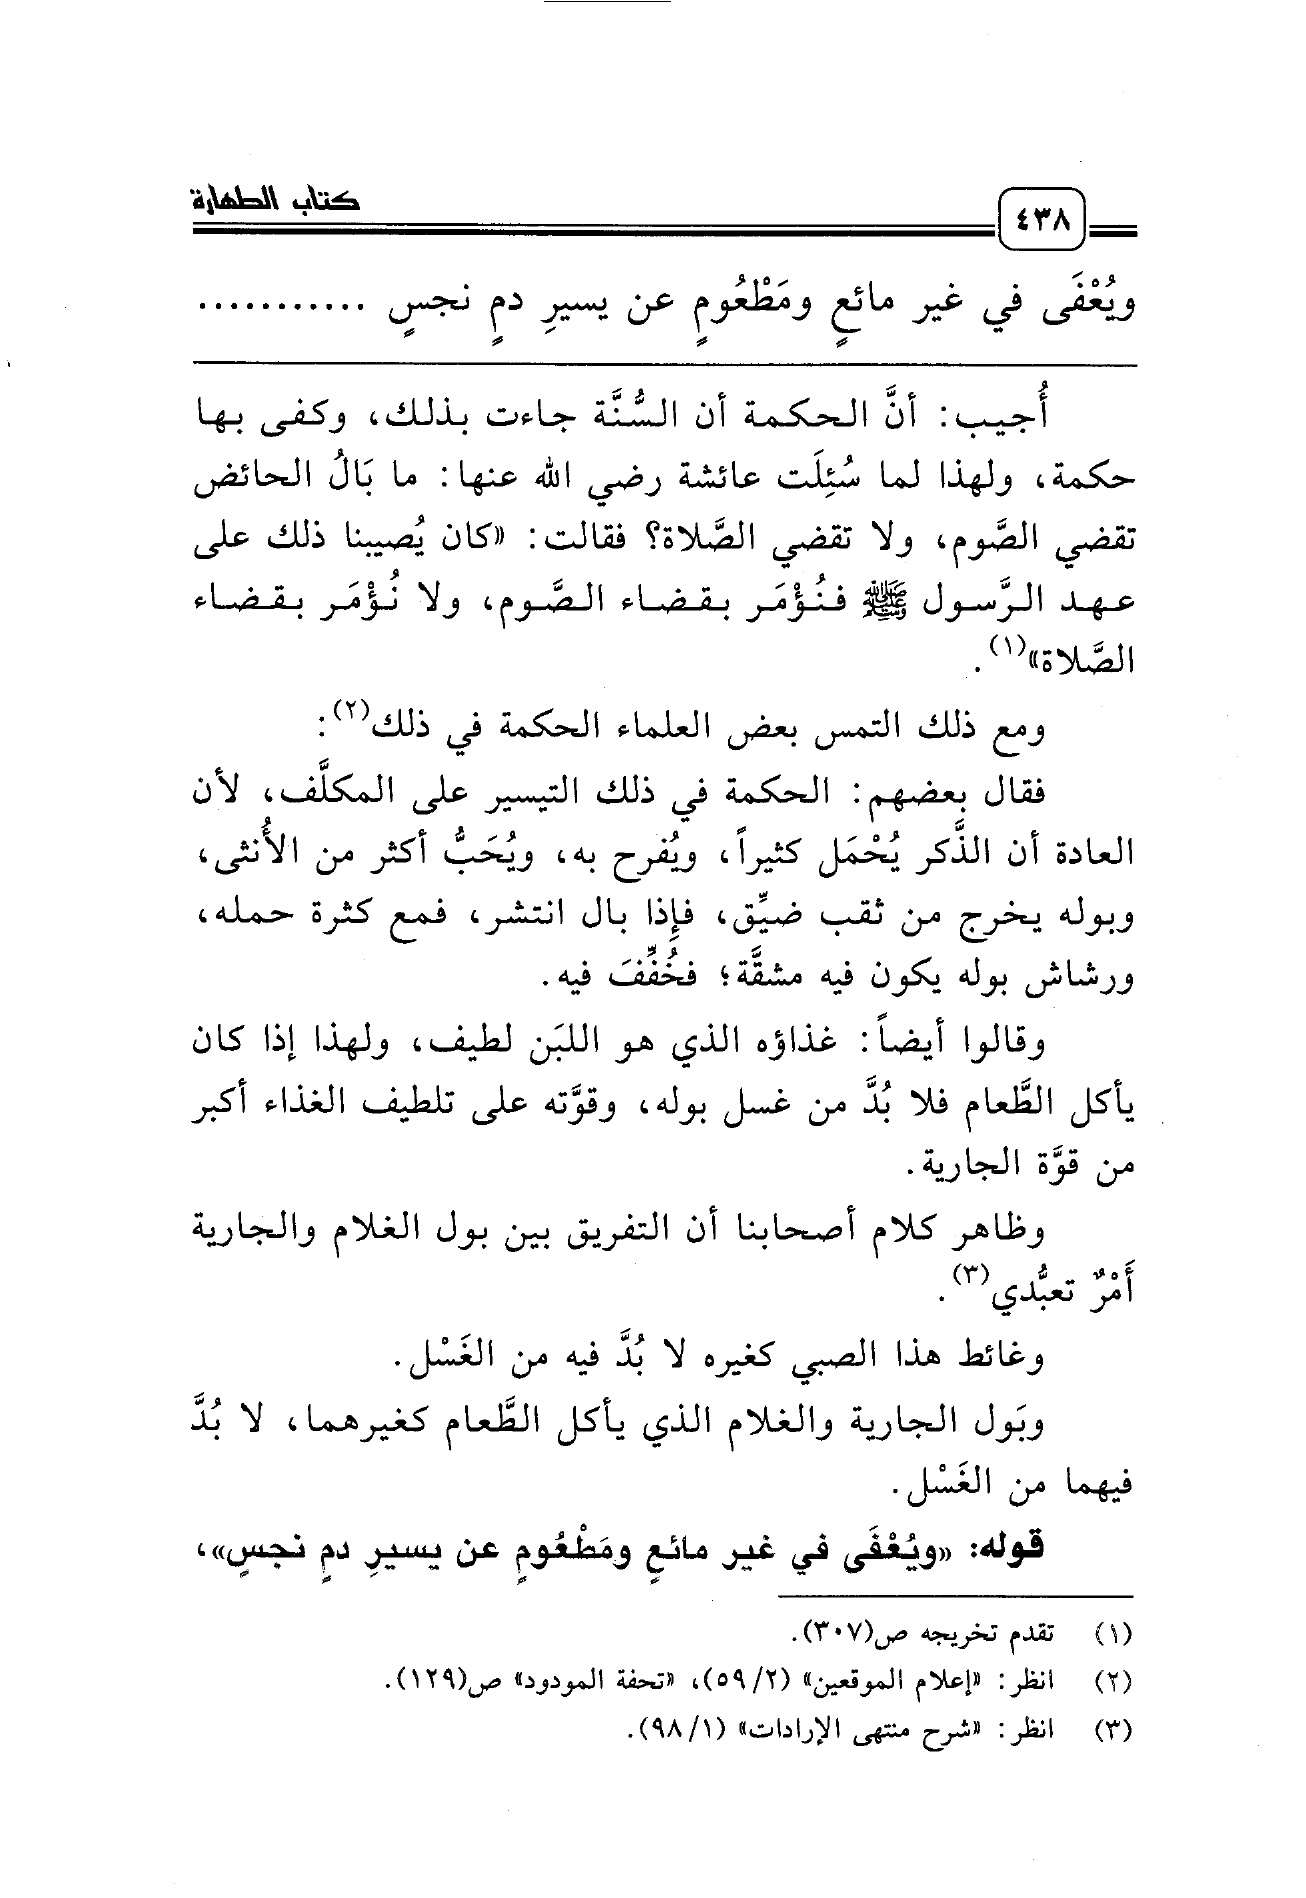 ٤٣٨ كتاب الطهارة
ويُعْفَى في غير مائعٍ ومَطْعُومٍ عن يسيرِ دمٍ نجسٍ ...........
أُجيب: أنَّ الحكمة أن السُّنَّة جاءت بذلك، وكفى بها
حكمة، ولهذا لما سُئِلَت عائشة رضي الله عنها: ما بَالُ الحائض
تقضي الصَّوم، ولا تقضي الصَّلاة؟ فقالت: «كان يُصيبنا ذلك على
عهد الرَّسول ﷺ فنُؤْمَر بقضاء الصَّوم، ولا نُؤْمَر بقضاء
الصَّلاة»(١).
ومع ذلك التمس بعض العلماء الحكمة في ذلك(٢):
فقال بعضهم: الحكمة في ذلك التيسير على المكلَّف، لأن
العادة أن الذَّكر يُحْمَل كثيراً، ويُفرح به، ويُحَبُّ أكثر من الأُنثى،
وبوله يخرج من ثقب ضيِّق، فإِذا بال انتشر، فمع كثرة حمله،
ورشاش بوله يكون فيه مشقَّة؛ فخُفِّفَ فيه.
وقالوا أيضاً: غذاؤه الذي هو اللبَن لطيف، ولهذا إذا كان
يأكل الطَّعام فلا بُدَّ من غسل بوله، وقوَّته على تلطيف الغذاء أكبر
من قوَّة الجارية.
وظاهر كلام أصحابنا أن التفريق بين بول الغلام والجارية
أَمْرٌ تعبُّدي(٣).
وغائط هذا الصبي كغيره لا بُدَّ فيه من الغَسْل.
وبَول الجارية والغلام الذي يأكل الطَّعام كغيرهما، لا بُدَّ
فيهما من الغَسْل.
قوله: «ويُعْفَى في غير مائعٍ ومَطْعُومٍ عن يسيرِ دمٍ نجسٍ»،
(١) تقدم تخريجه ص(٣٠٧).
(٢) انظر: «إعلام الموقعين» (٥٩/٢)، «تحفة المودود» ص(١٢٩).
(٣) انظر: «شرح منتهى الإرادات» (٩٨/١).